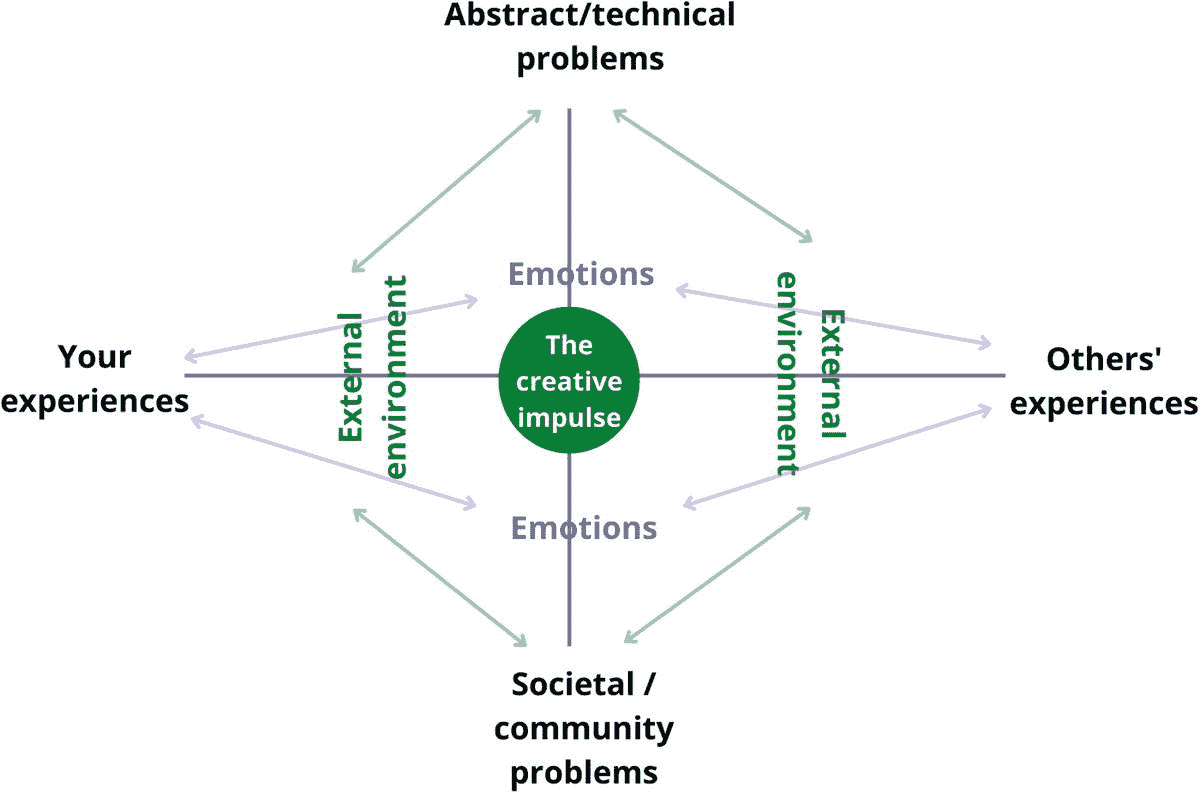 Abstract/technical
problems
Emotions
External
environment
Your
experiences
The
creative
impulse
External
environment
Others'
experiences
Emotions
Societal /
community
problems